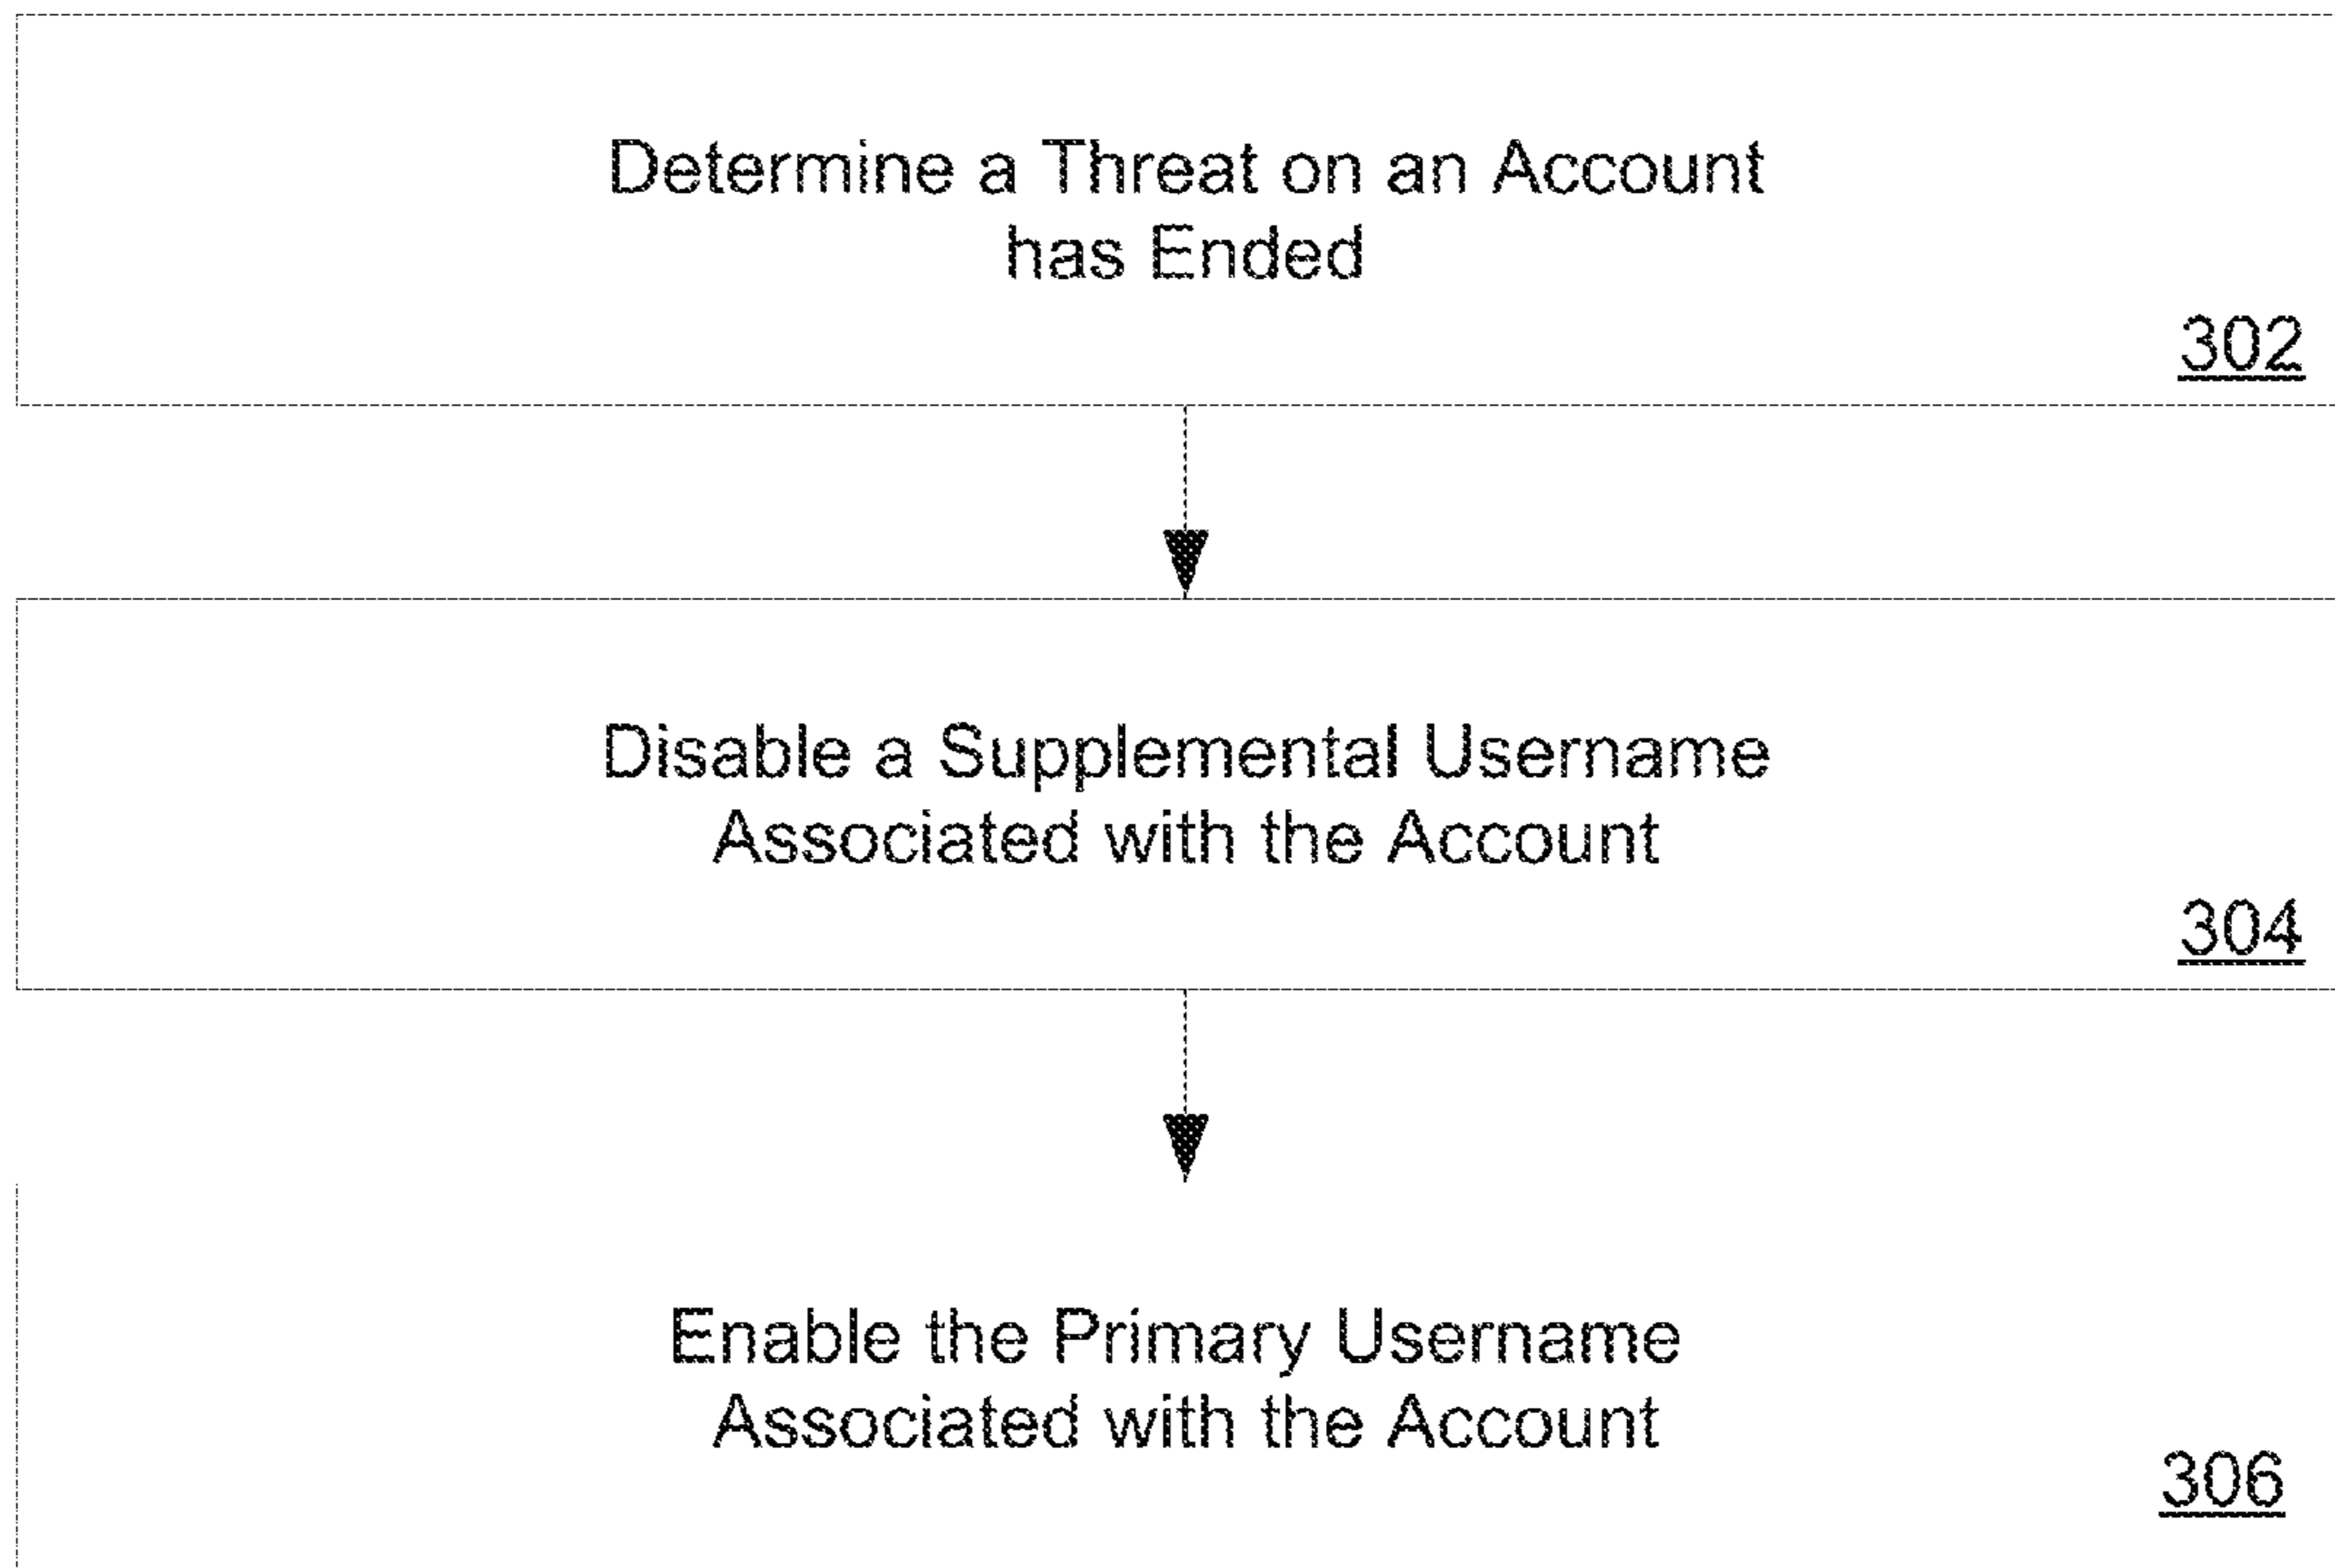 Determine a Threat on an Account
has Ended
302
Disable a Supplemental Username
Associated with the Account
304
Enable the Primary Username
Associated with the Account
306